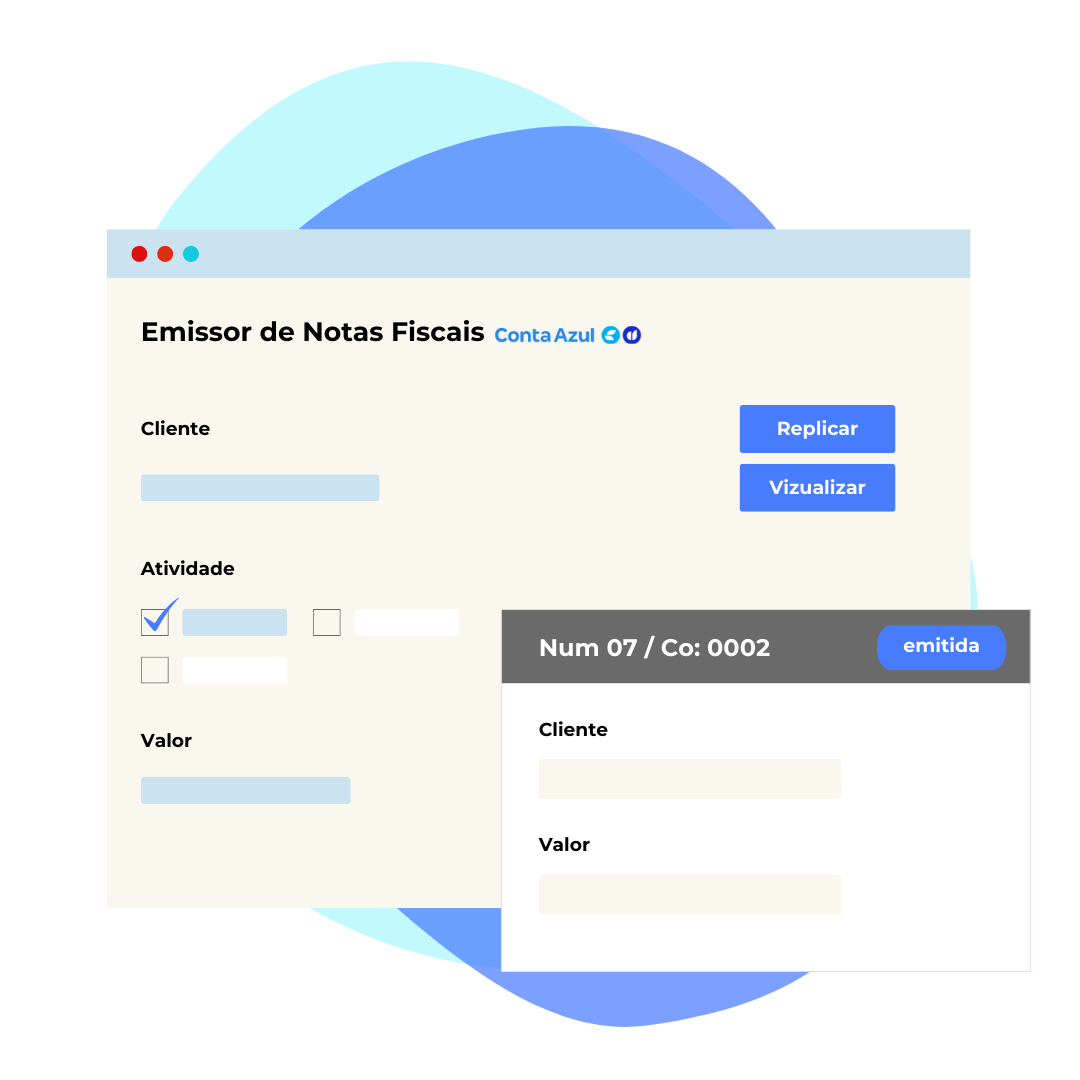 Emissor de Notas Fiscais Conta Azul
Cliente
Replicar
Vizualizar
Atividade
Valor
Num 07 / Co: 0002
emitida
Cliente
Valor